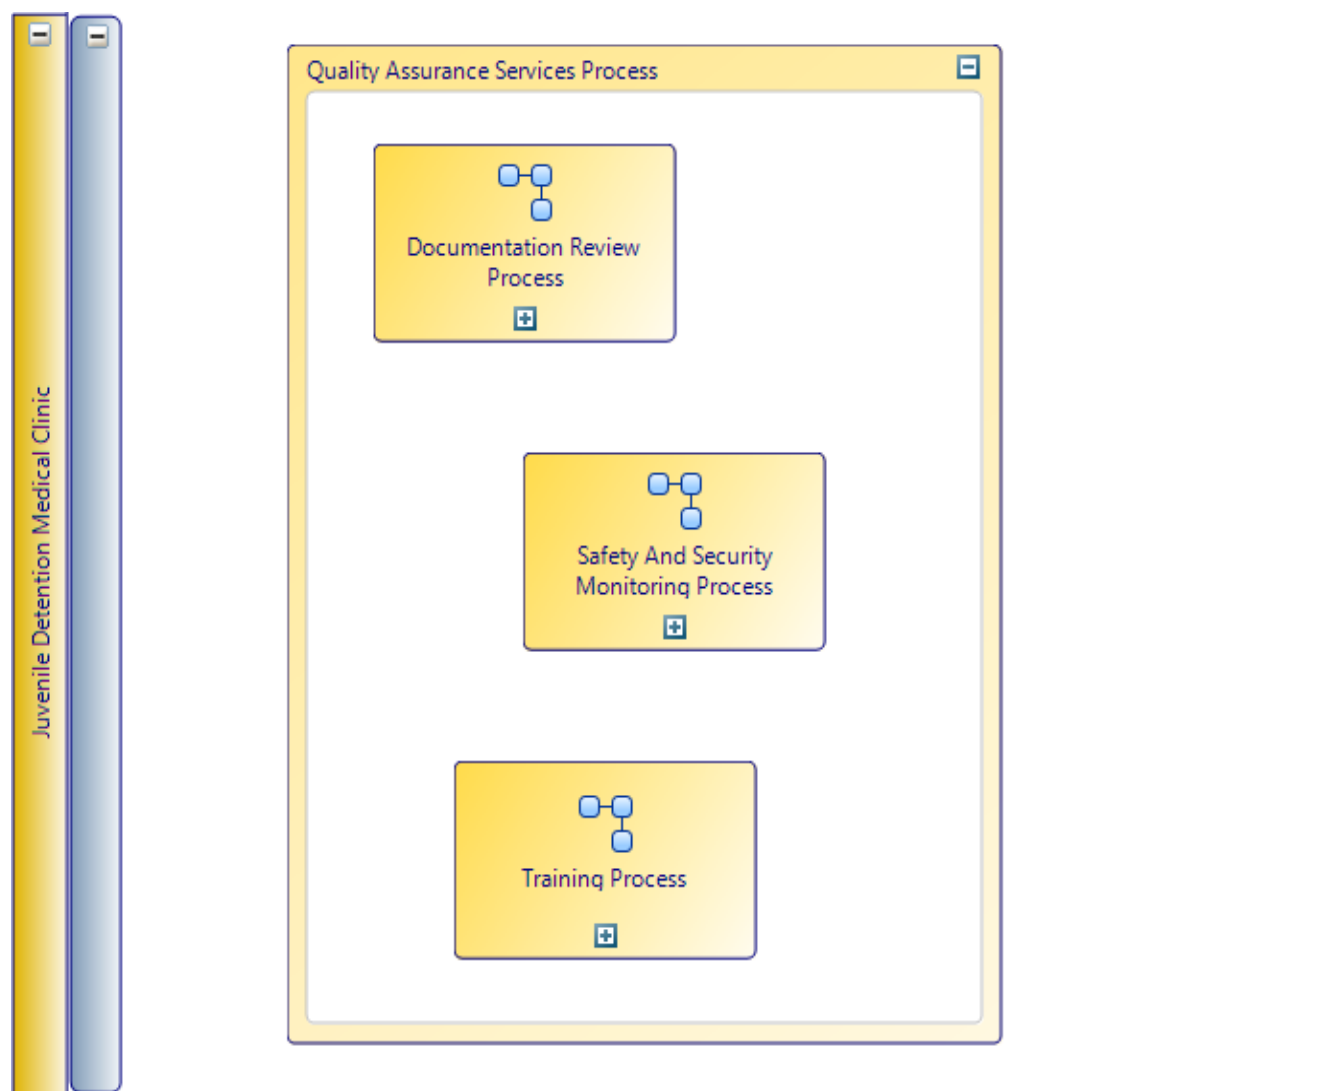 Juvenile Detention Medical Clinic
Quality Assurance Services Process
Documentation Review
Process
Safety And Security
Monitoring Process
Training Process